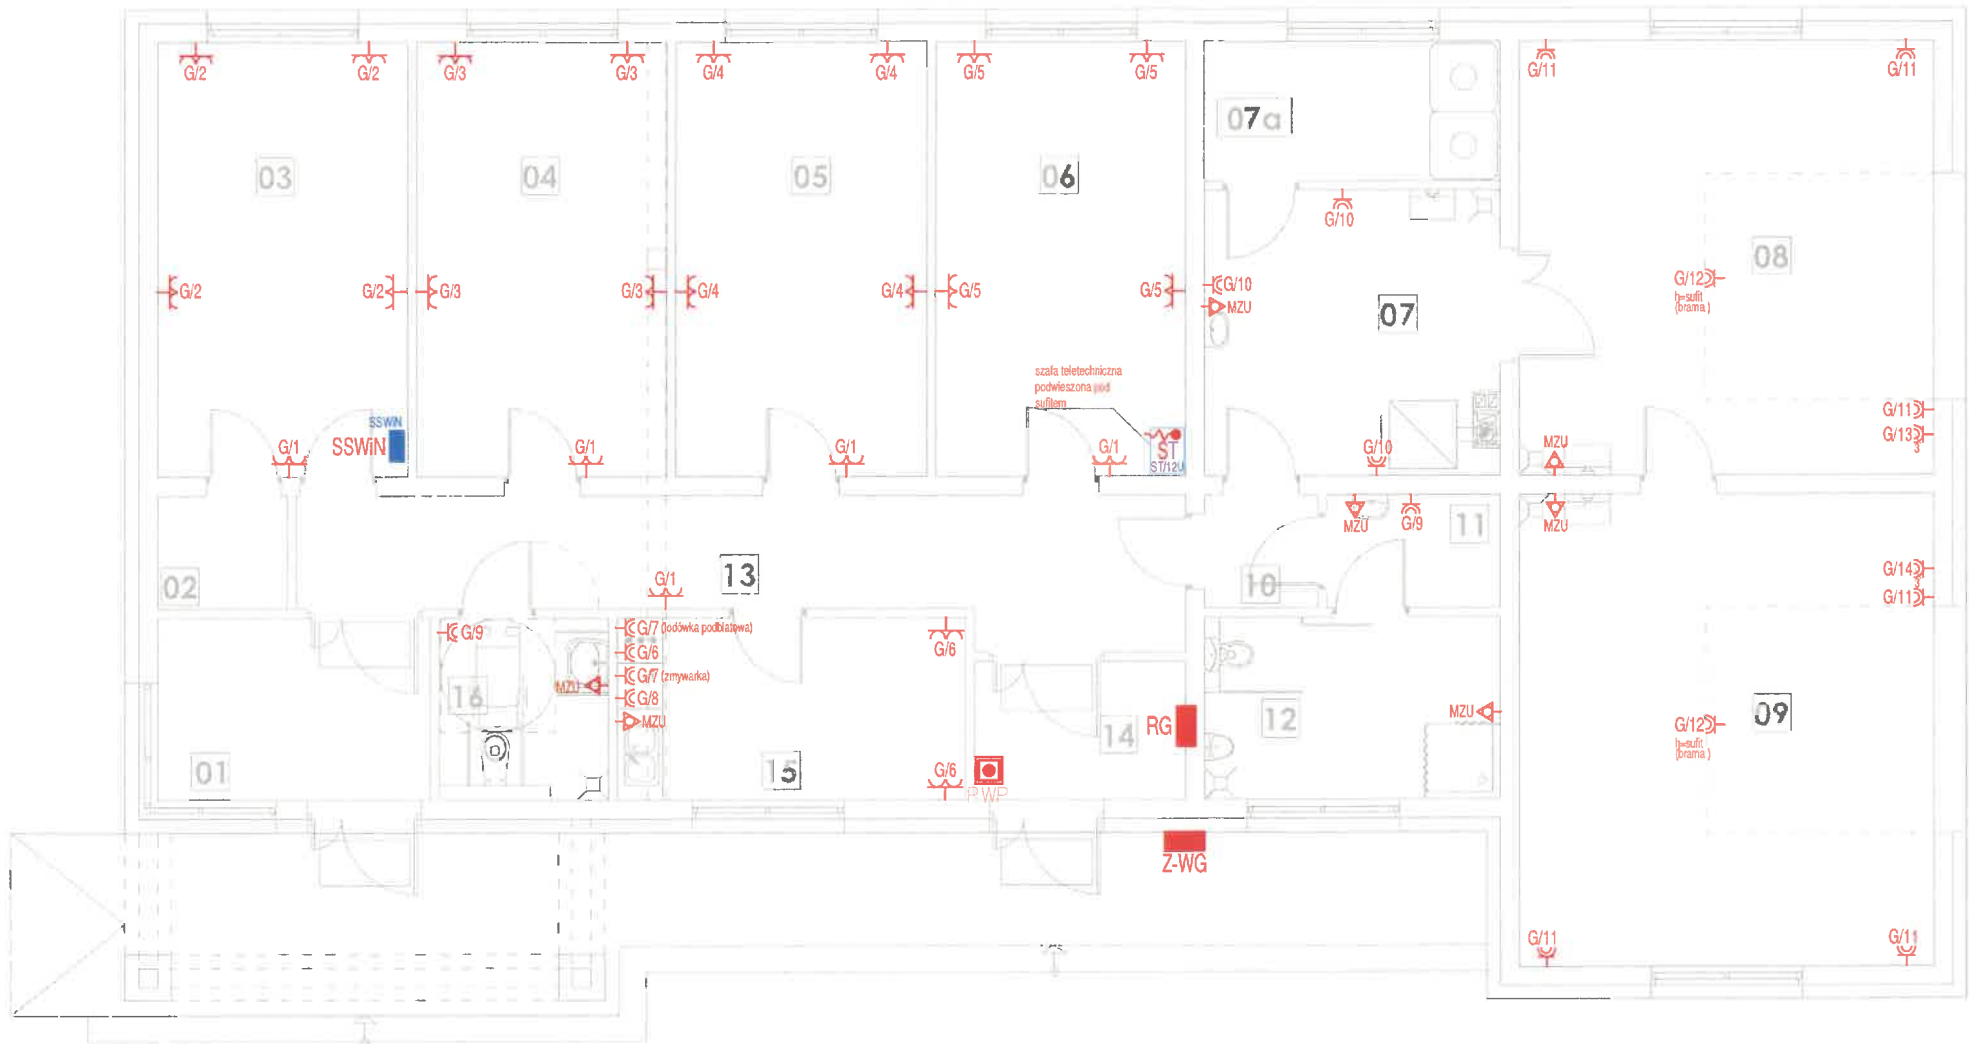 G/2
G/2
G/3
G/3
G/4
G/4
G/5
G/5
G/11
G/11
07a
03
04
05
06
G/10
08
G/12
h=sufit
(brama )
G/2
G/2
G/3
G/3
G/4
G/4
G/5
G/5
G/10
MZU
07
szafa teletechniczna
podwieszona pod
sufitem
SSWiN
SSWiN
G/1
G/1
G/1
G/1
ST
ST/12U
G/10
MZU
G/11
G/13
3
MZU
G/9
11
MZU
02
G/1
13
10
G/14
3
G/11
G/9
G/7 (lodówka podblatowa)
G/6
G/7 (zmywarka)
G/8
MZU
MZU
G/6
16
14
RG
12
MZU
G/12
h=sufit
(brama )
09
01
15
G/6
PWP
Z-WG
G/11
G/11